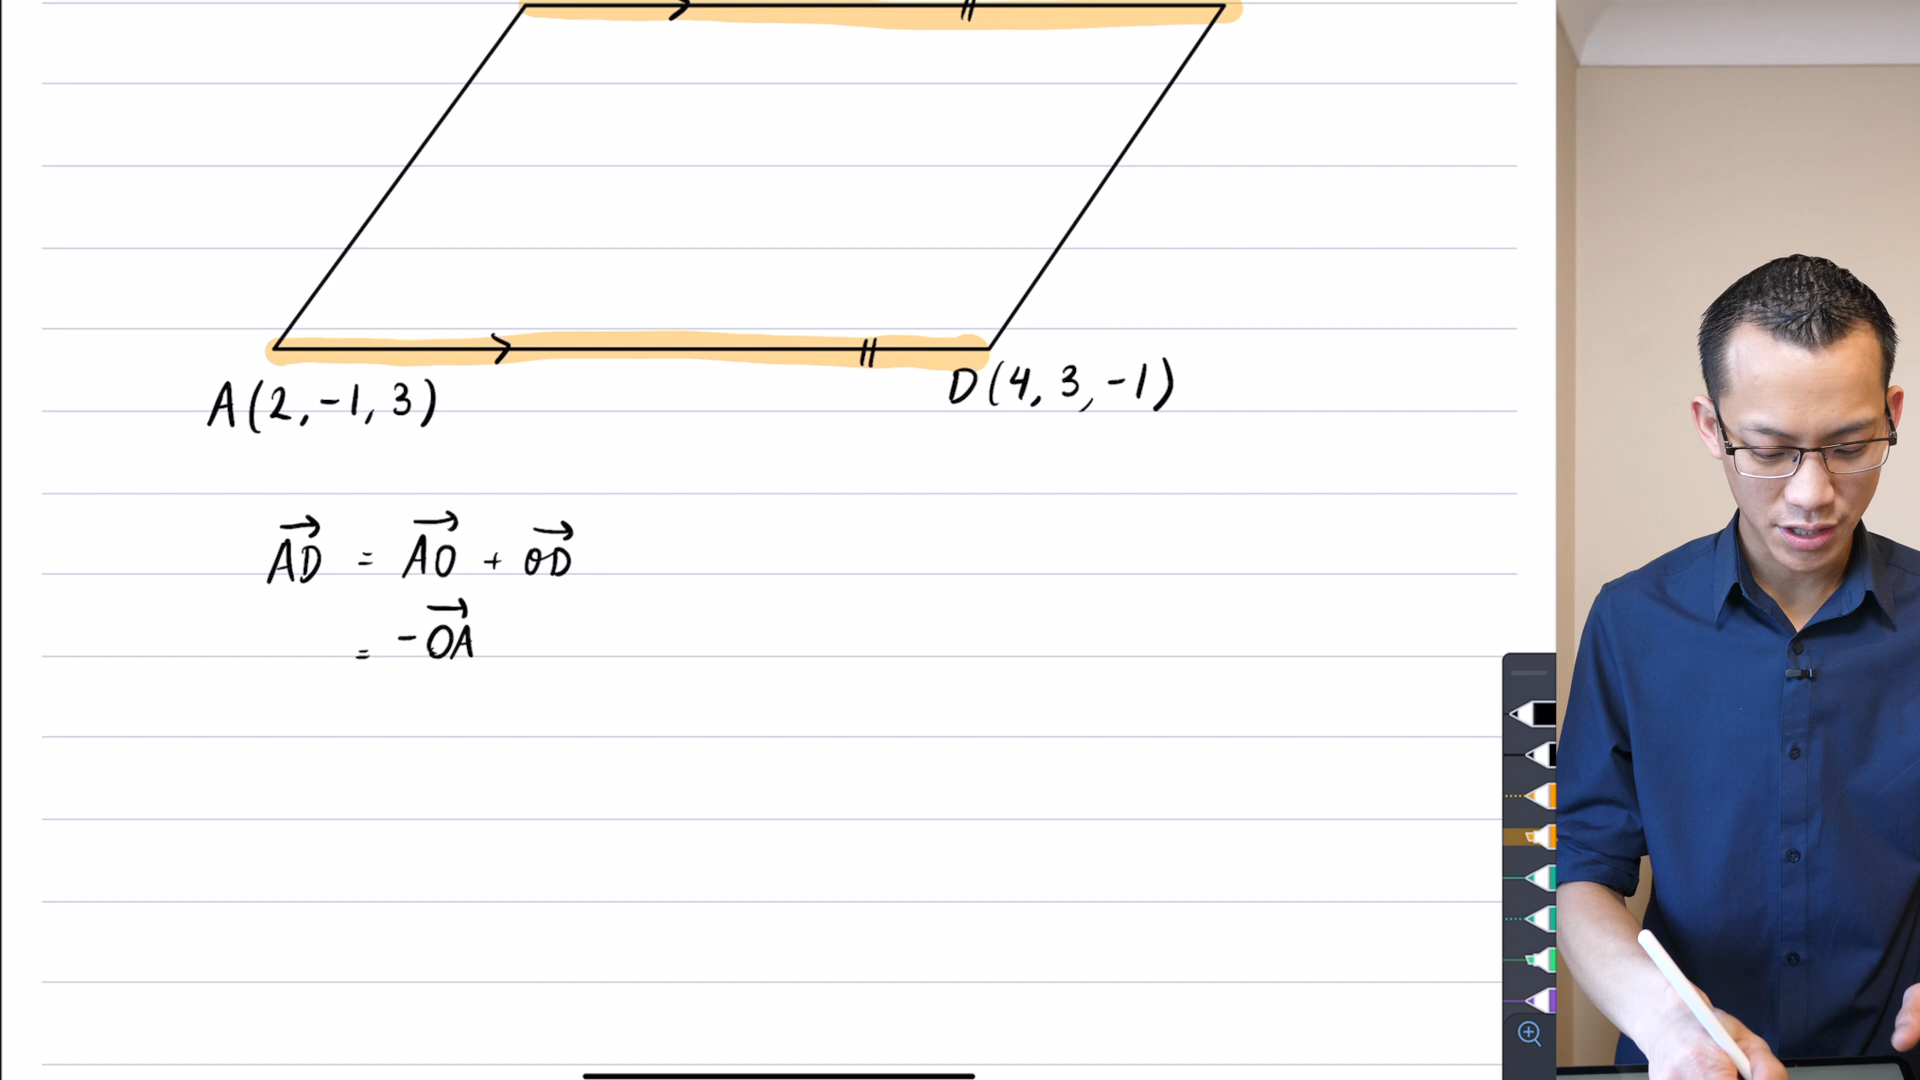 A(2,-1,3)
D(4,3,-1)
→AD = →AO + →OD
= -→OA